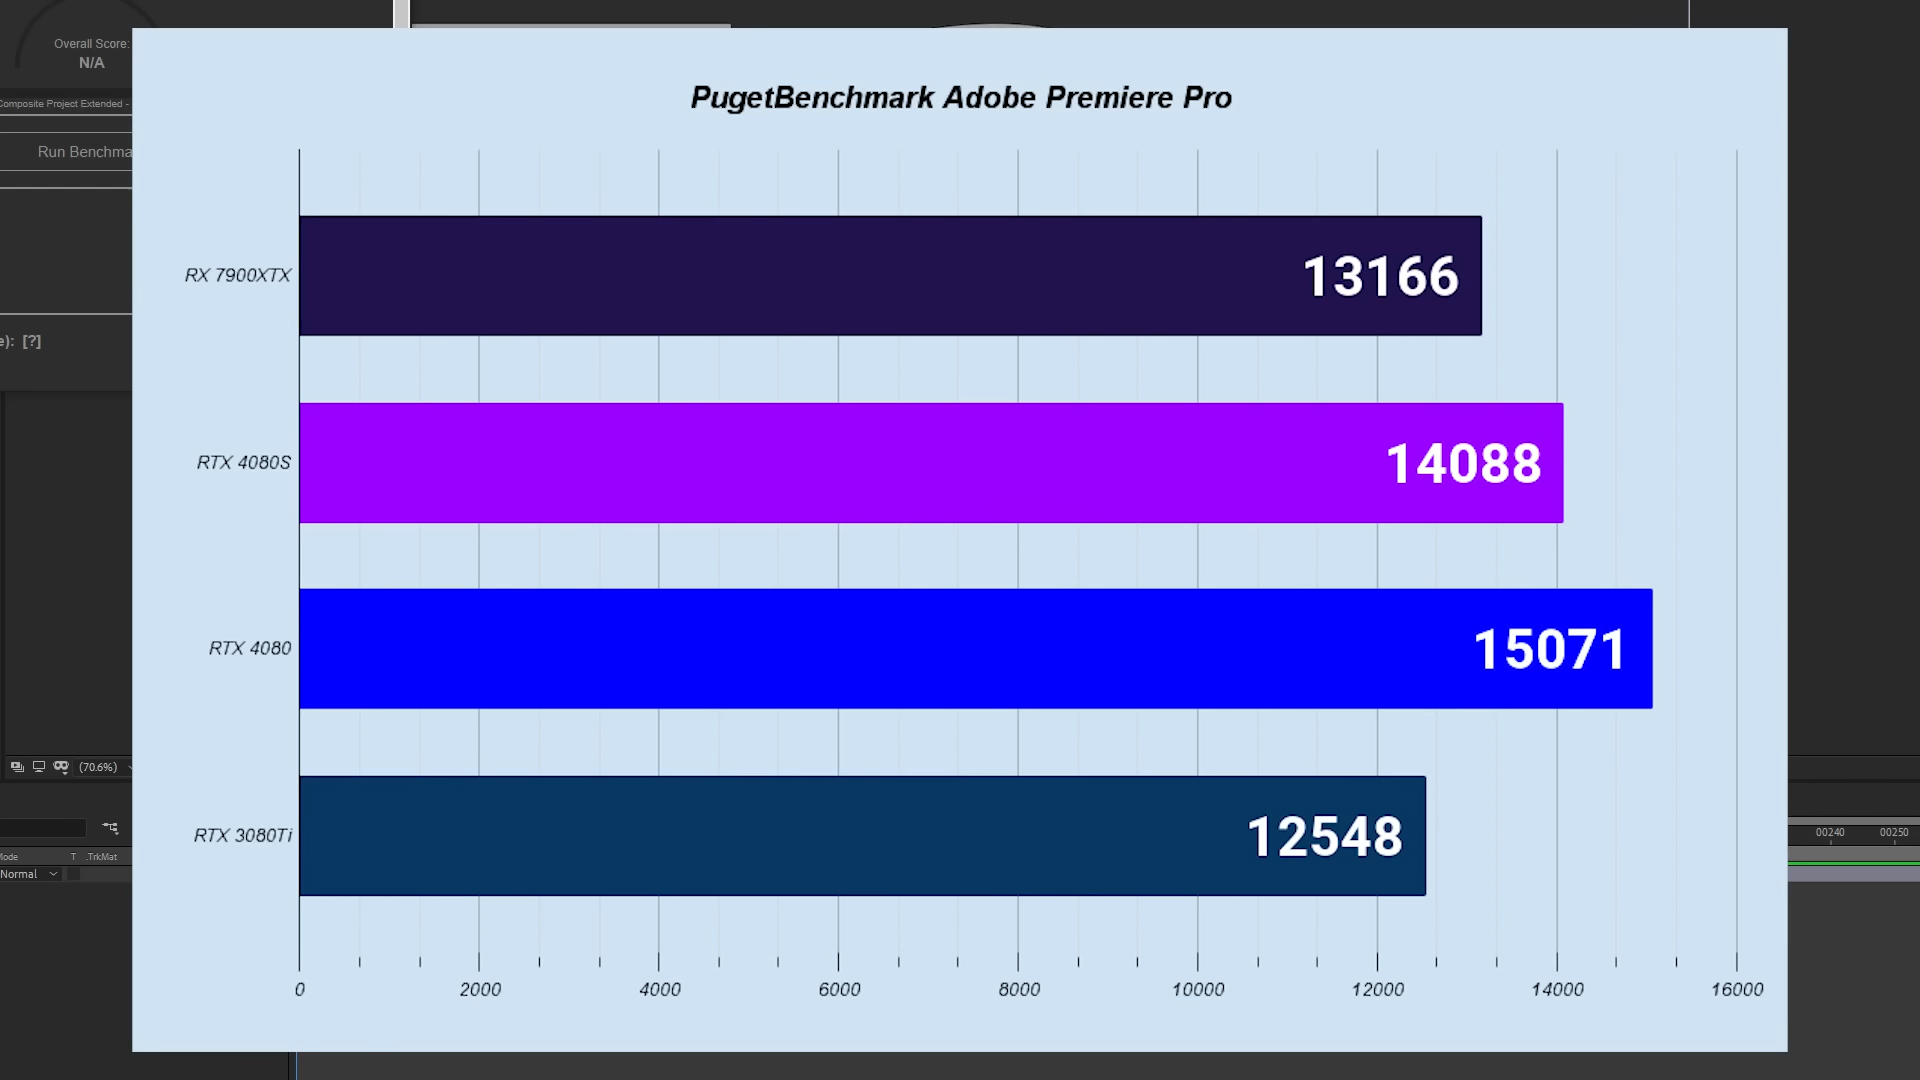 Overall Score:
N/A
PugetBenchmark Adobe Premiere Pro
Composite Project Extended -
Run Benchma
RX 7900XTX
13166
e): [?]
RTX 4080S
14088
RTX 4080
15071
(70.6%)
RTX 3080Ti
12548
00240 00250
Mode T .TrkMat
Normal
0 2000 4000 6000 8000 10000 12000 14000 16000